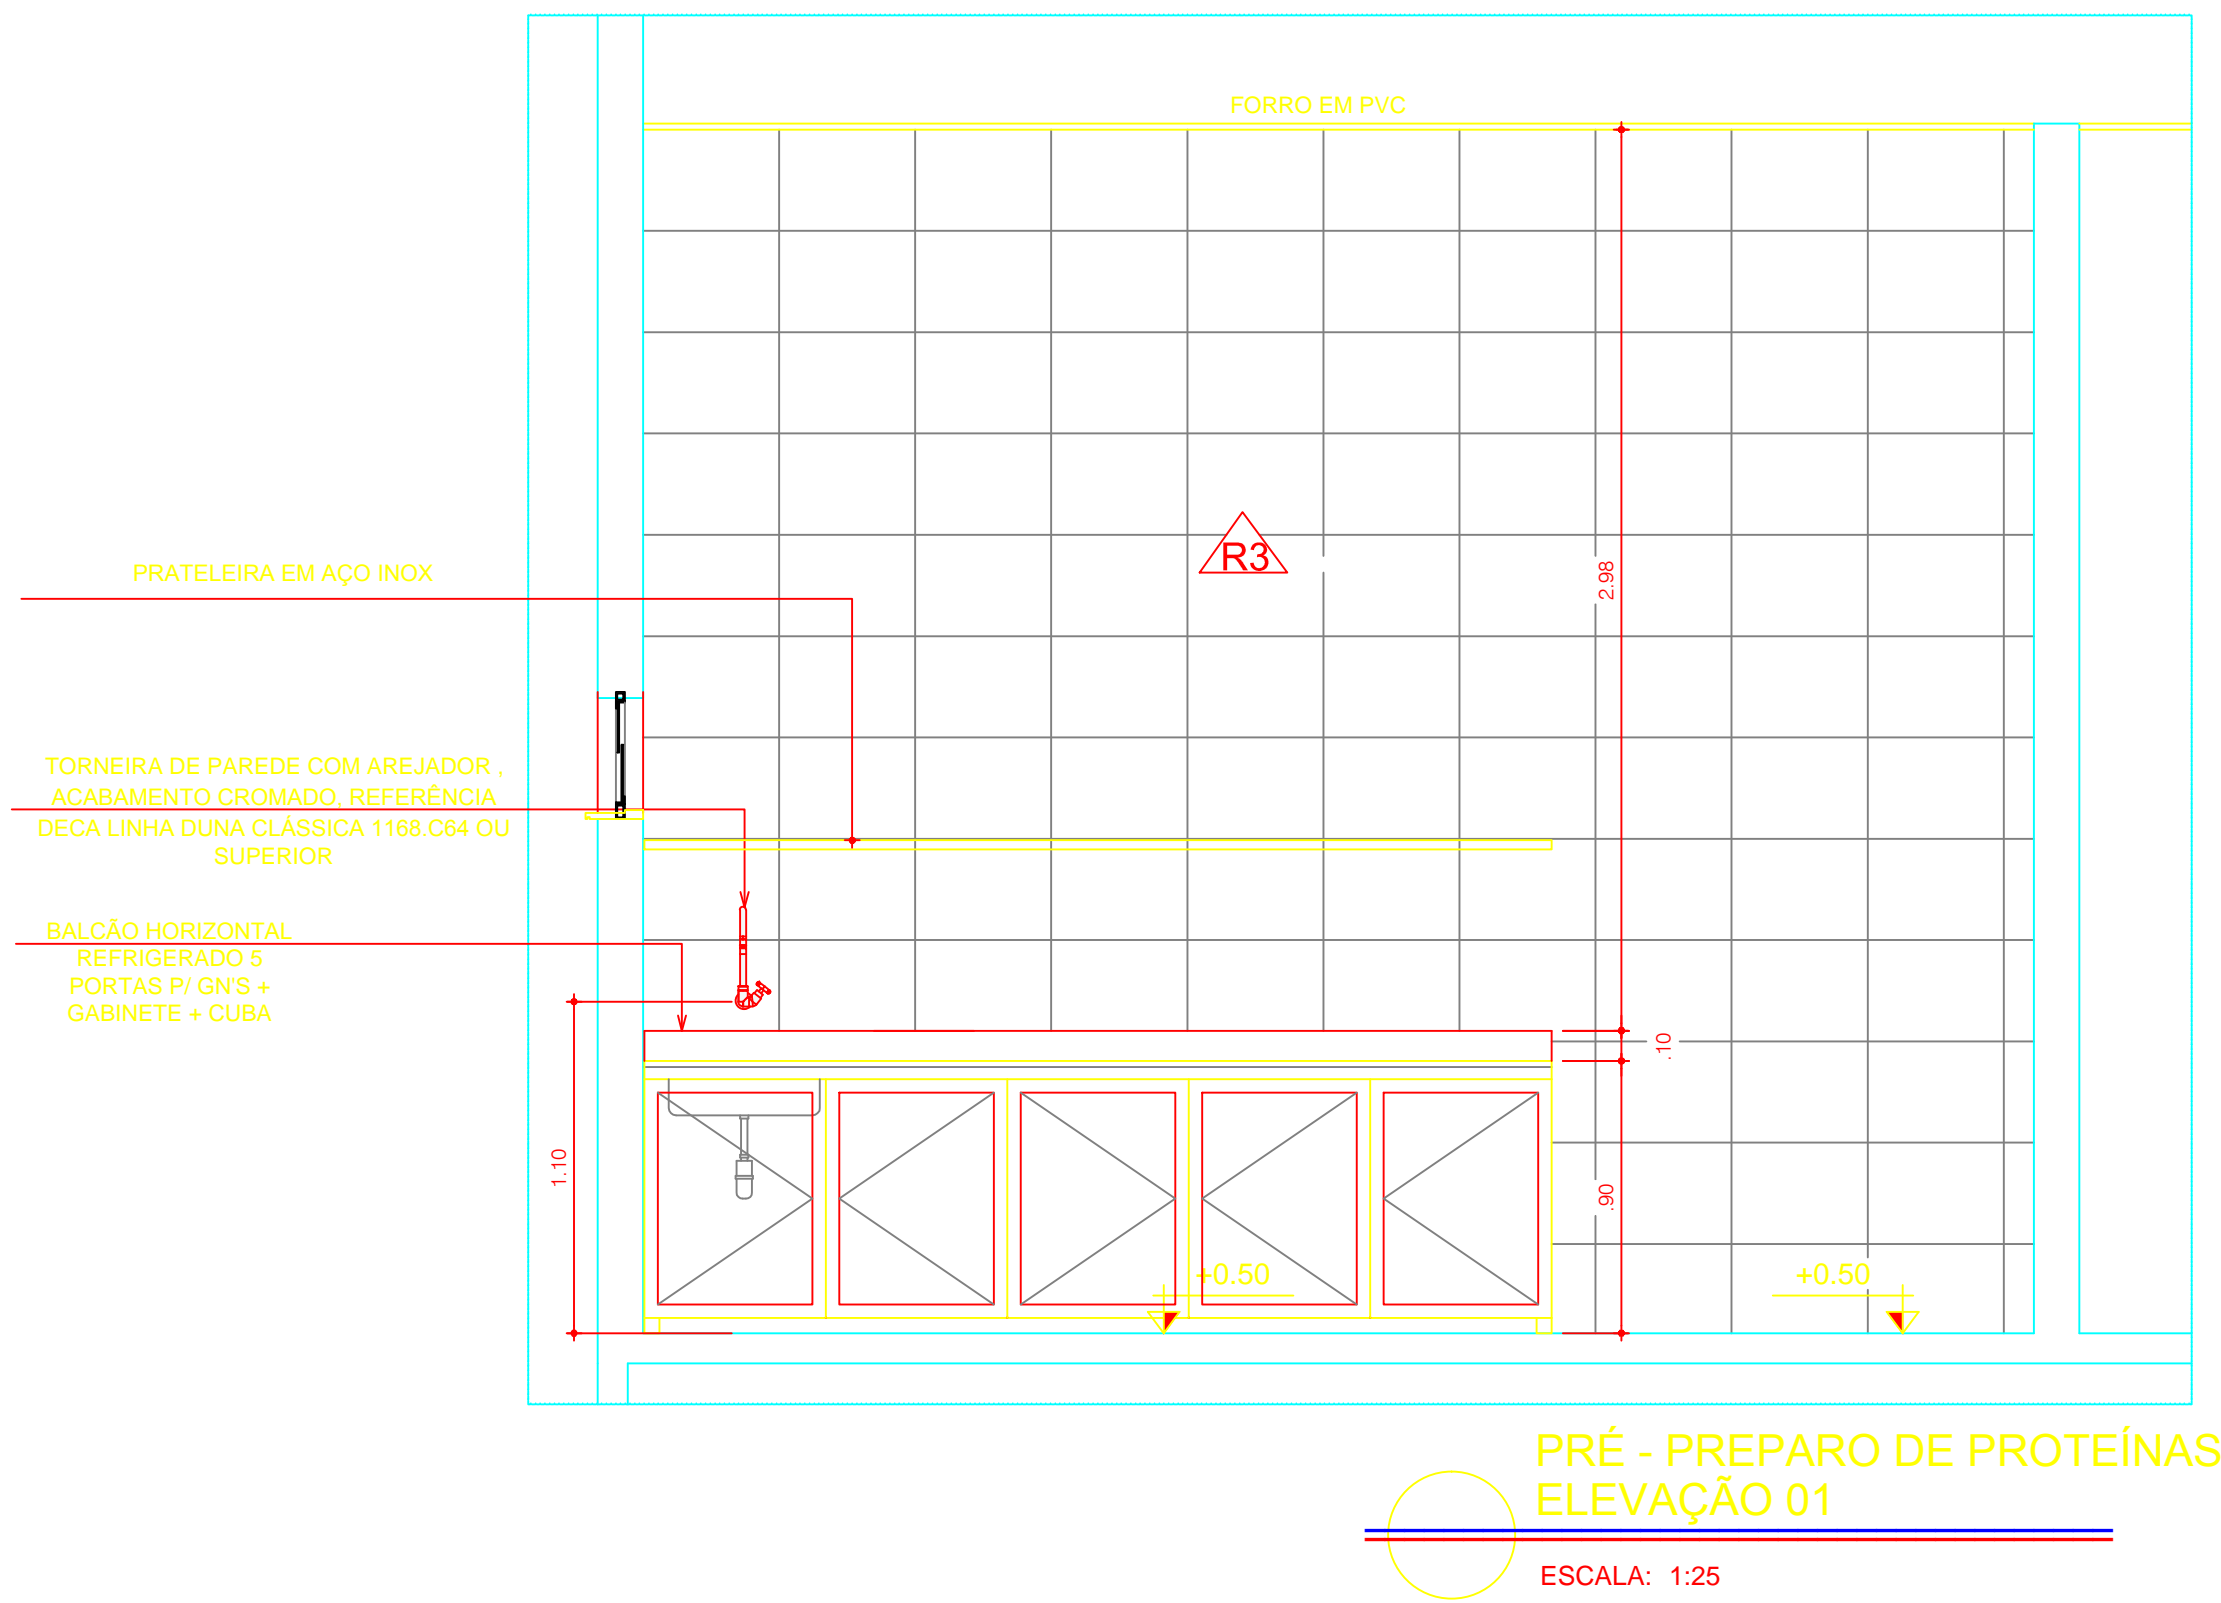 FORRO EM PVC
R3
2.98
PRATELEIRA EM AÇO INOX
TORNEIRA DE PAREDE COM AREJADOR ,
ACABAMENTO CROMADO, REFERÊNCIA
DECA LINHA DUNA CLÁSSICA 1168.C64 OU
SUPERIOR
BALCÃO HORIZONTAL
REFRIGERADO 5
PORTAS P/ GN'S +
GABINETE + CUBA
.10
1.10
.90
+0.50
+0.50
PRÉ - PREPARO DE PROTEÍNAS
ELEVAÇÃO 01
ESCALA: 1:25